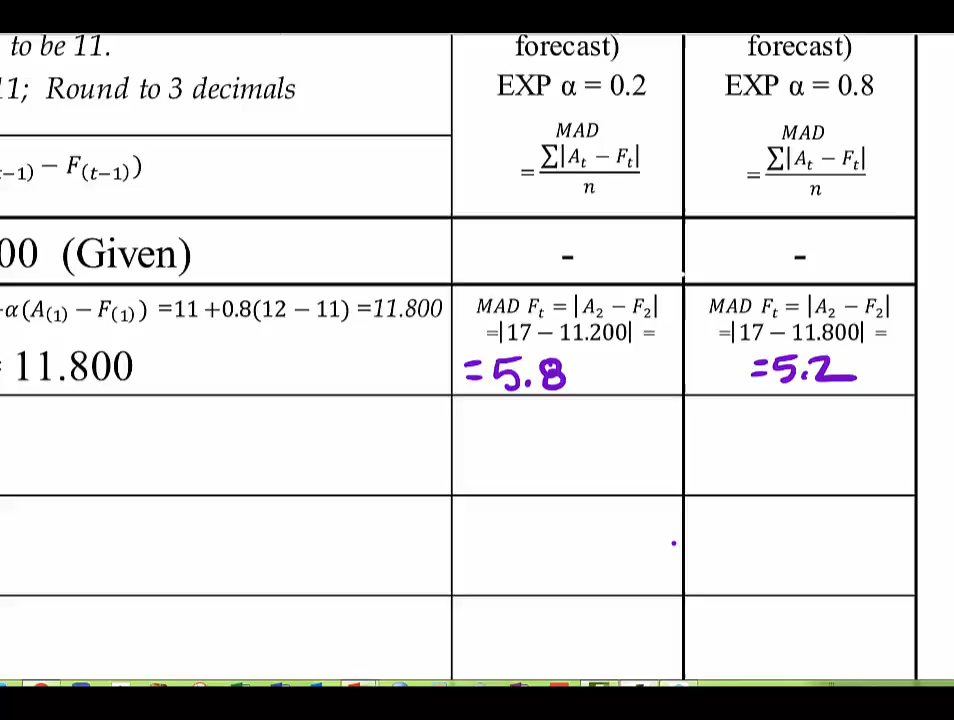 to be 11.
11; Round to 3 decimals
forecast)
EXP α = 0.2
forecast)
EXP α = 0.8
t−1) − F(t−1))
MAD
= ∑|At − Ft|
n
MAD
= ∑|At − Ft|
n
00 (Given)
-
-
α(A(1) − F(1)) =11 +0.8(12 − 11) =11.800
= 11.800
MAD Ft = |A2 − F2|
=|17 − 11.200| =
= 5.8
MAD Ft = |A2 − F2|
=|17 − 11.800| =
=5.2